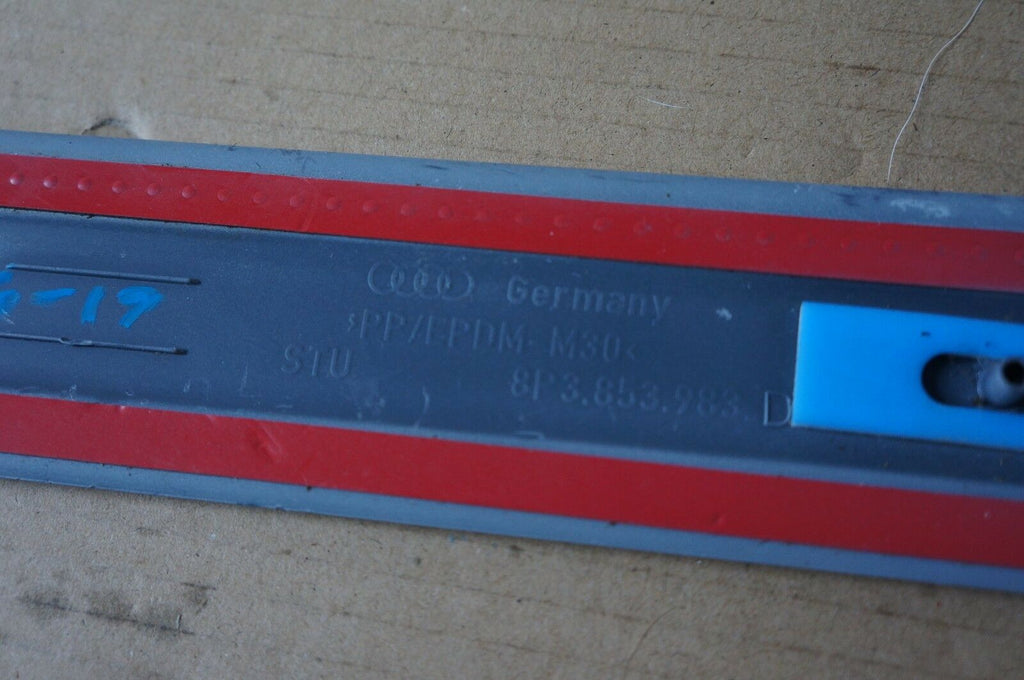 Germany
>PP/EPDM-M30<
STU
8P3.853.983.D
-19